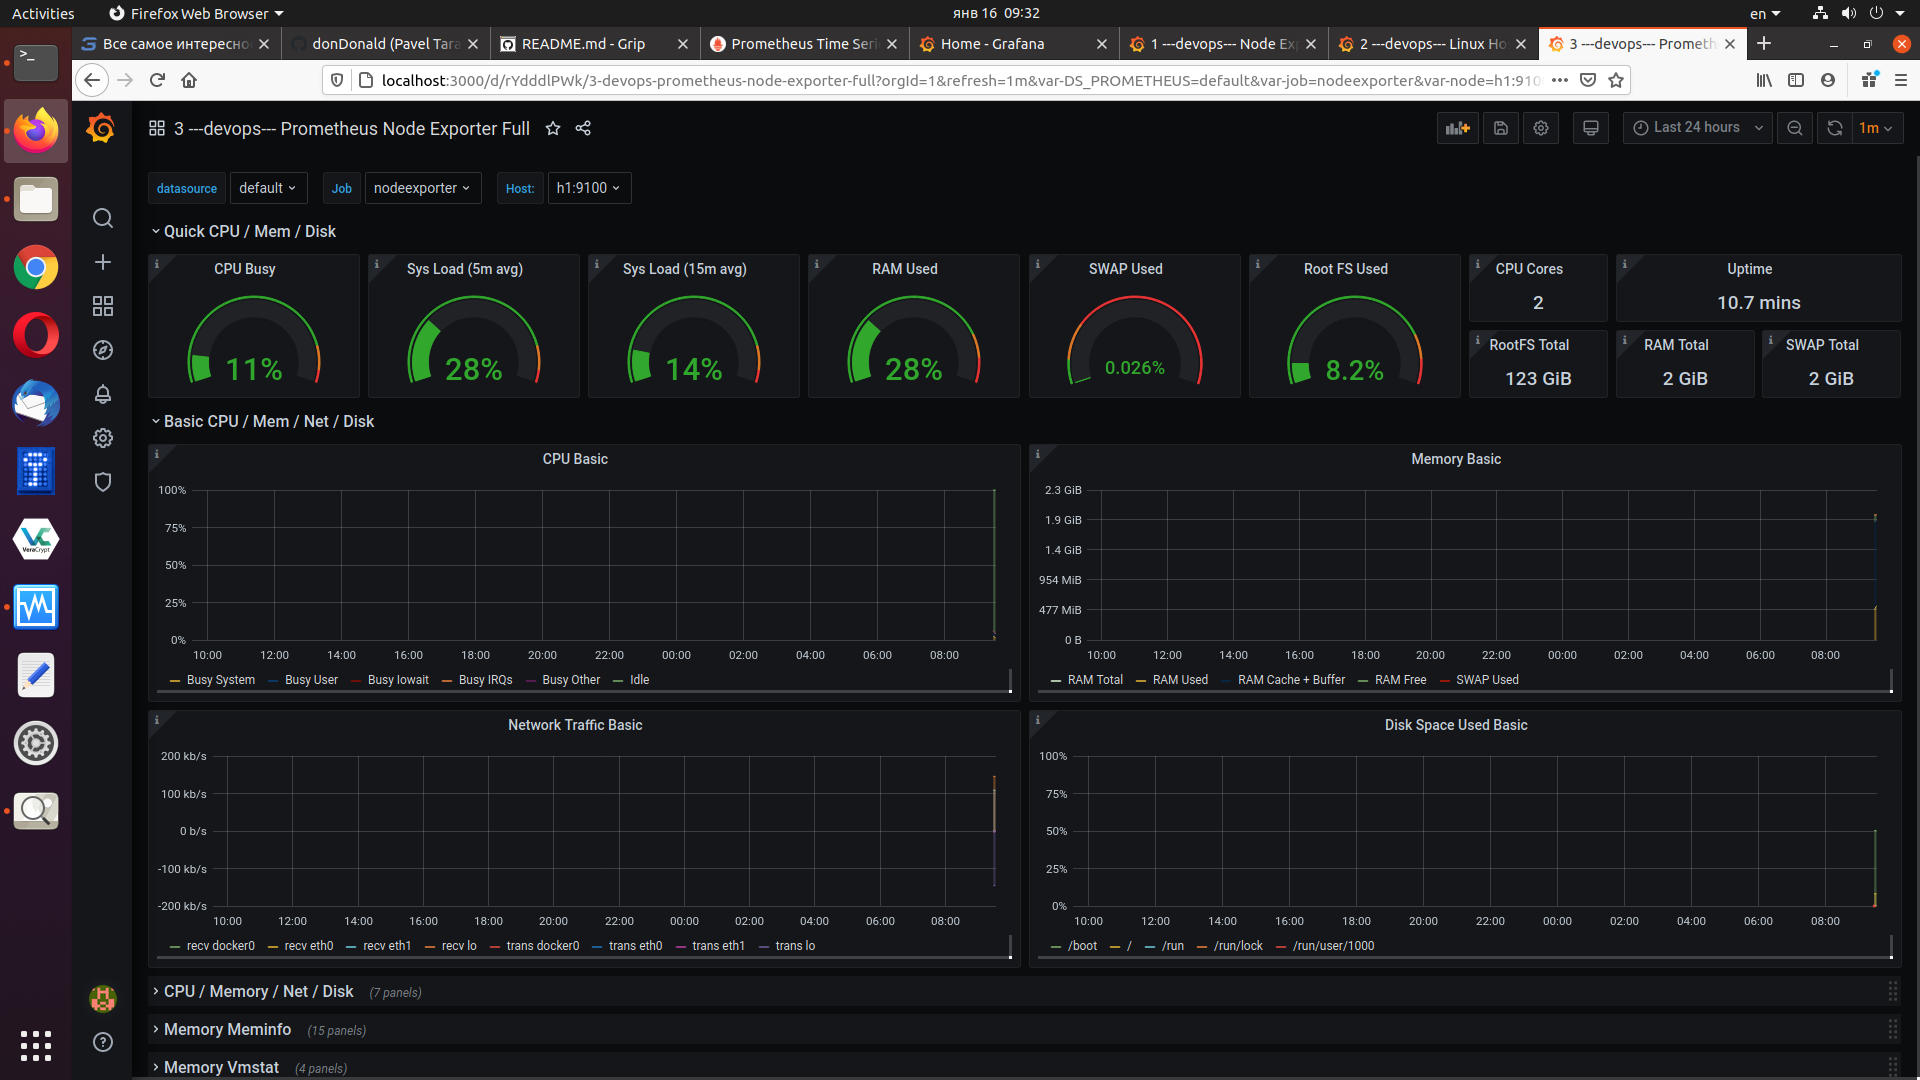 Activities Firefox Web Browser янв 16 09:32 en
Все самое интересно donDonald (Pavel Tara README.md - Grip Prometheus Time Seri Home - Grafana 1 ---devops--- Node Ex 2 ---devops--- Linux Ho 3 ---devops--- Prometh
localhost:3000/d/rYdddlPWk/3-devops-prometheus-node-exporter-full?orgId=1&refresh=1m&var-DS_PROMETHEUS=default&var-job=nodeexporter&var-node=h1:910
3 ---devops--- Prometheus Node Exporter Full Last 24 hours 1m
datasource default Job nodeexporter Host: h1:9100
Quick CPU / Mem / Disk
CPU Busy Sys Load (5m avg) Sys Load (15m avg) RAM Used SWAP Used Root FS Used CPU Cores Uptime
2 10.7 mins
RootFS Total RAM Total SWAP Total
11% 28% 14% 28% 0.026% 8.2% 123 GiB 2 GiB 2 GiB
Basic CPU / Mem / Net / Disk
CPU Basic
100%
75%
50%
25%
0%
10:00 12:00 14:00 16:00 18:00 20:00 22:00 00:00 02:00 04:00 06:00 08:00
Busy System Busy User Busy Iowait Busy IRQs Busy Other Idle
Memory Basic
2.3 GiB
1.9 GiB
1.4 GiB
954 MiB
477 MiB
0 B
10:00 12:00 14:00 16:00 18:00 20:00 22:00 00:00 02:00 04:00 06:00 08:00
RAM Total RAM Used RAM Cache + Buffer RAM Free SWAP Used
Network Traffic Basic
200 kb/s
100 kb/s
0 b/s
-100 kb/s
-200 kb/s
10:00 12:00 14:00 16:00 18:00 20:00 22:00 00:00 02:00 04:00 06:00 08:00
recv docker0 recv eth0 recv eth1 recv lo trans docker0 trans eth0 trans eth1 trans lo
Disk Space Used Basic
100%
75%
50%
25%
0%
10:00 12:00 14:00 16:00 18:00 20:00 22:00 00:00 02:00 04:00 06:00 08:00
/boot / /run /run/lock /run/user/1000
CPU / Memory / Net / Disk (7 panels)
Memory Meminfo (15 panels)
Memory Vmstat (4 panels)
VeraCrypt